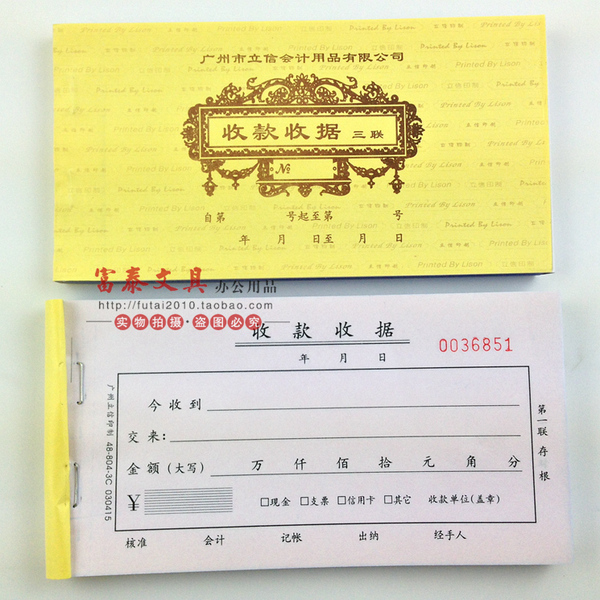 广州市立信会计用品有限公司
收款收据 三联
№
自第 号起至第 号
年 月 日至 月 日
富泰文具 办公用品
http://futai2010.taobao.com
实物拍摄·盗图必究
收款收据
年 月 日
0036851
今收到
交来:
金额(大写) 万 仟 佰 拾 元 角 分
¥ □现金 □支票 □信用卡 □其它 收款单位(盖章)
核准 会计 记帐 出纳 经手人
第一联 存根
广州立信印制 48-804-3C 030415